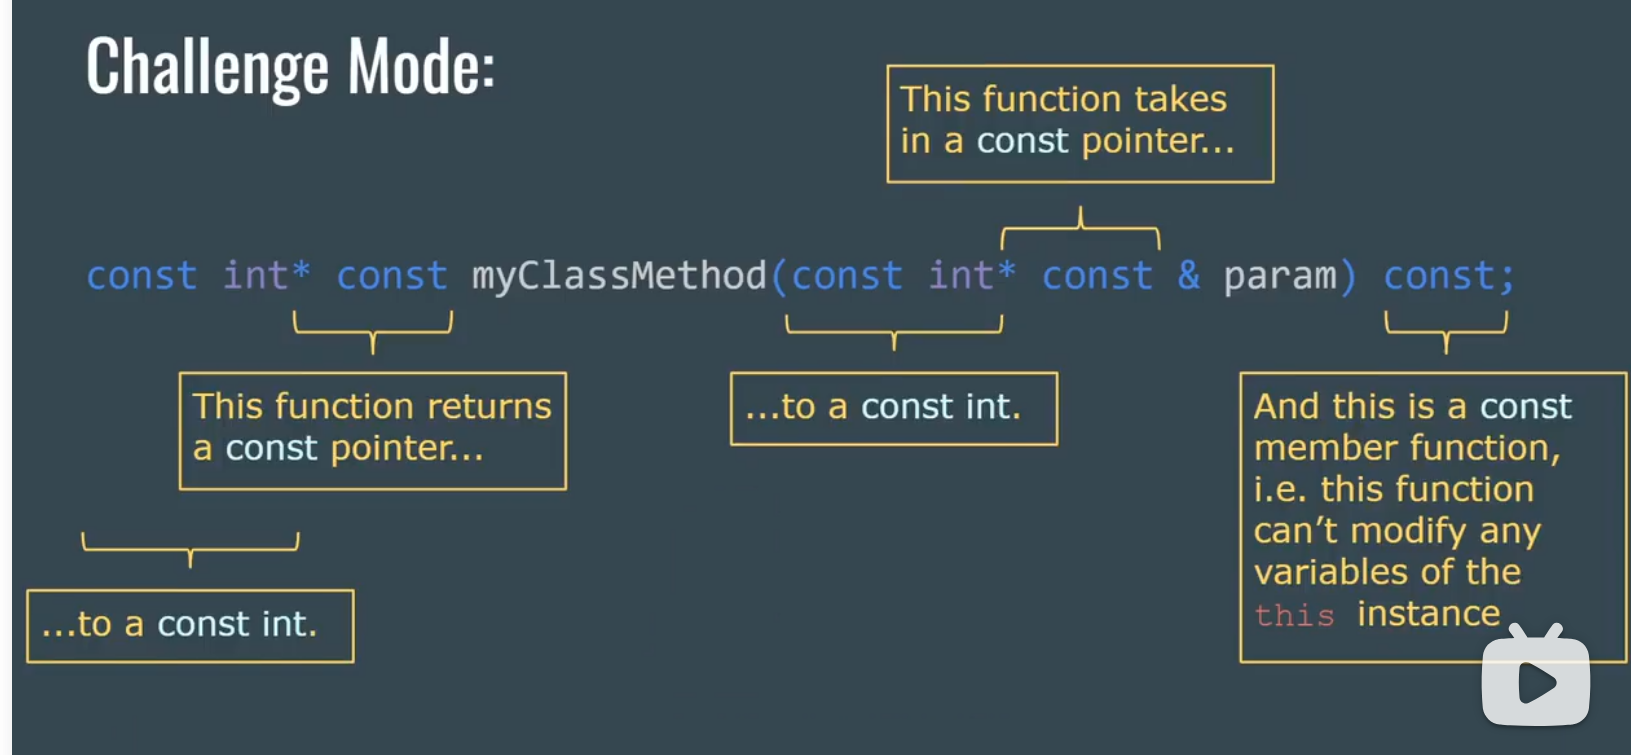 Challenge Mode:
This function takes
in a const pointer...
const int* const myClassMethod(const int* const & param) const;
This function returns
a const pointer...
...to a const int.
...to a const int.
And this is a const
member function,
i.e. this function
can’t modify any
variables of the
this instance